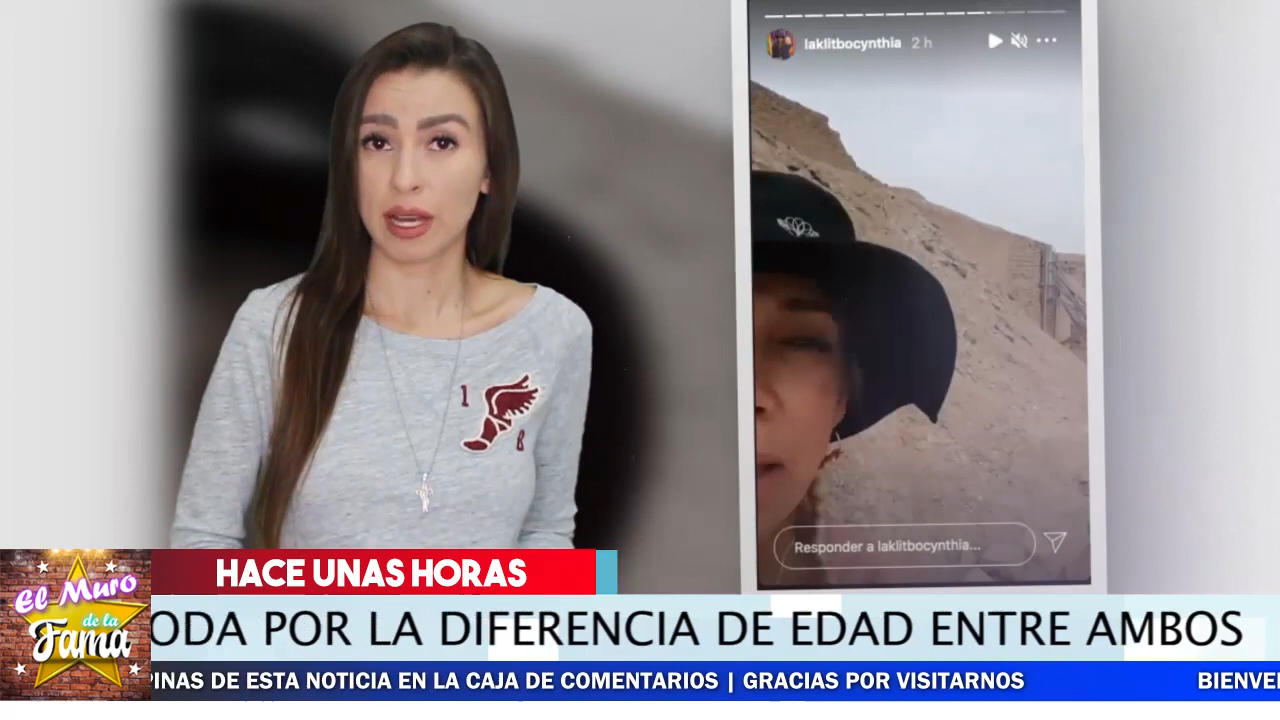 laklitbocynthia 2 h
1
B
Responder a laklitbocynthia...
HACE UNAS HORAS
El Muro
de la
Fama
ODA POR LA DIFERENCIA DE EDAD ENTRE AMBOS
PINAS DE ESTA NOTICIA EN LA CAJA DE COMENTARIOS | GRACIAS POR VISITARNOS
BIENVE